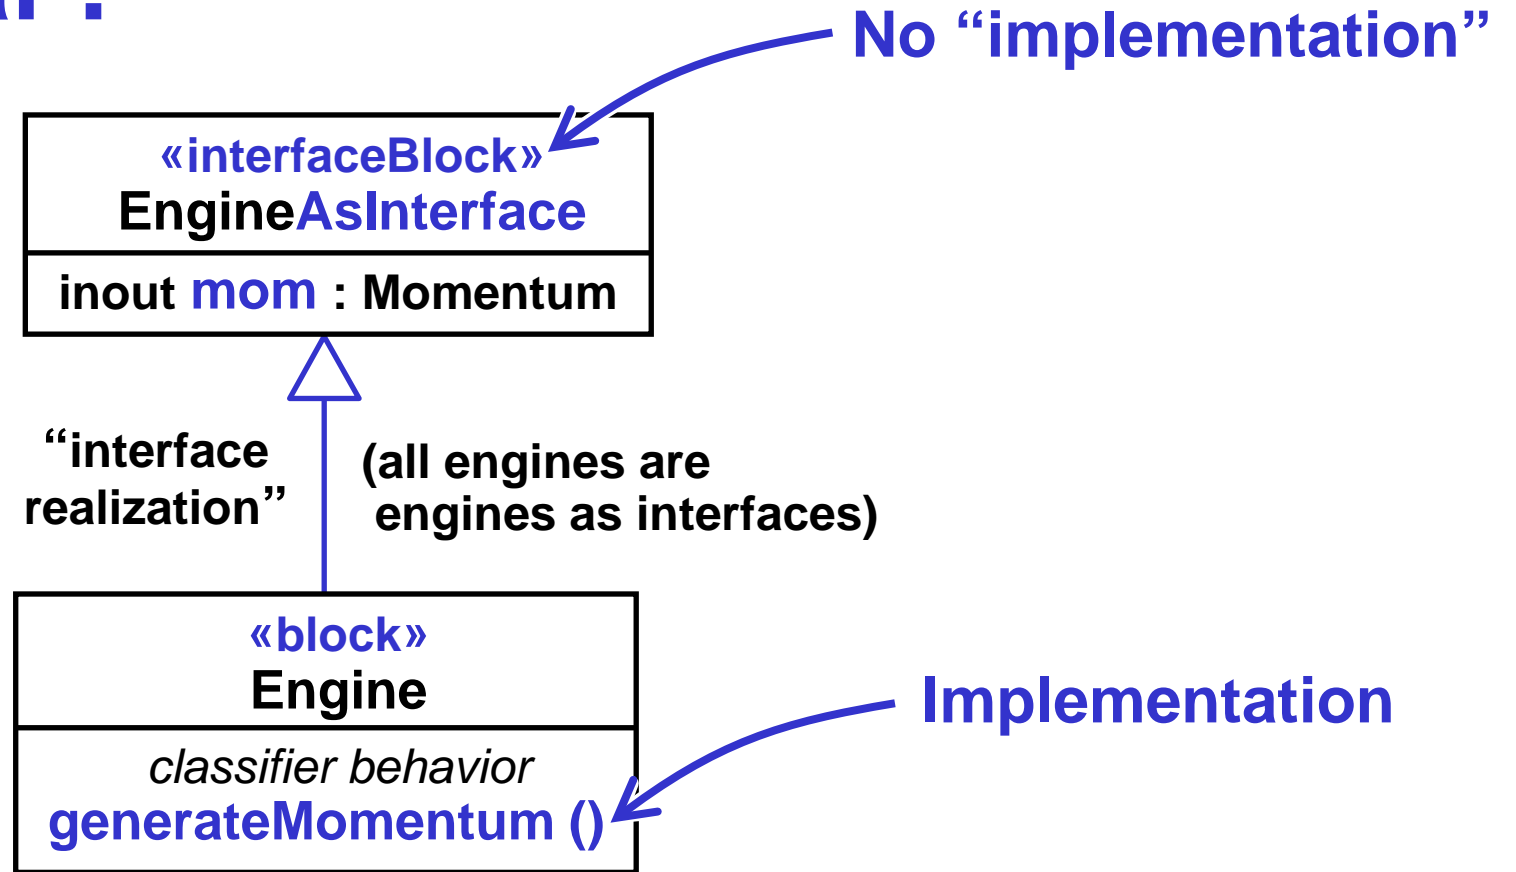 No “implementation”
«interfaceBlock»
EngineAsInterface
inout mom : Momentum
“interface
realization”
(all engines are
engines as interfaces)
«block»
Engine
classifier behavior
generateMomentum ()
Implementation